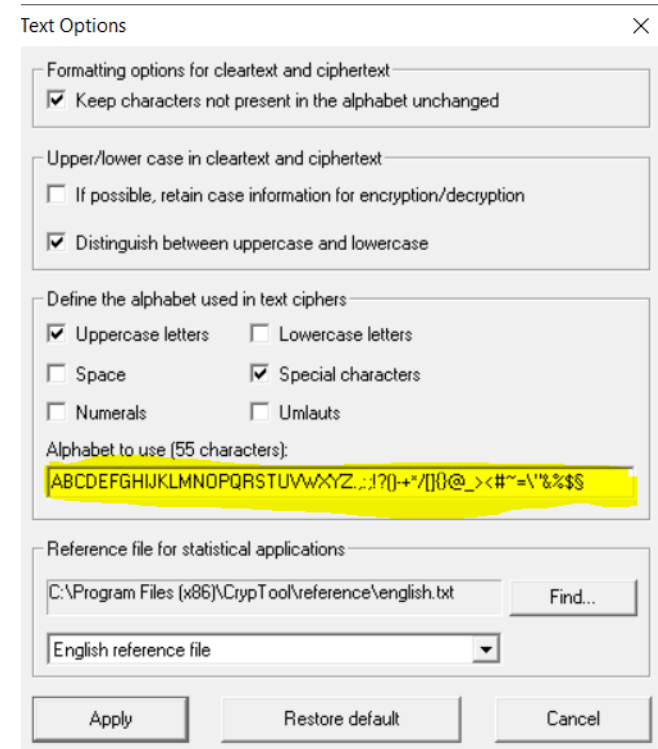 Text Options
Formatting options for cleartext and ciphertext
Keep characters not present in the alphabet unchanged
Upper/lower case in cleartext and ciphertext
If possible, retain case information for encryption/decryption
Distinguish between uppercase and lowercase
Define the alphabet used in text ciphers
Uppercase letters Lowercase letters
Space Special characters
Numerals Umlauts
Alphabet to use (55 characters):
ABCDEFGHIJKLMNOPQRSTUVWXYZ.,:;!?()-+*/[]{}@_><#~=\"&%$§
Reference file for statistical applications
C:\Program Files (x86)\CrypTool\reference\english.txt Find...
English reference file
Apply Restore default Cancel